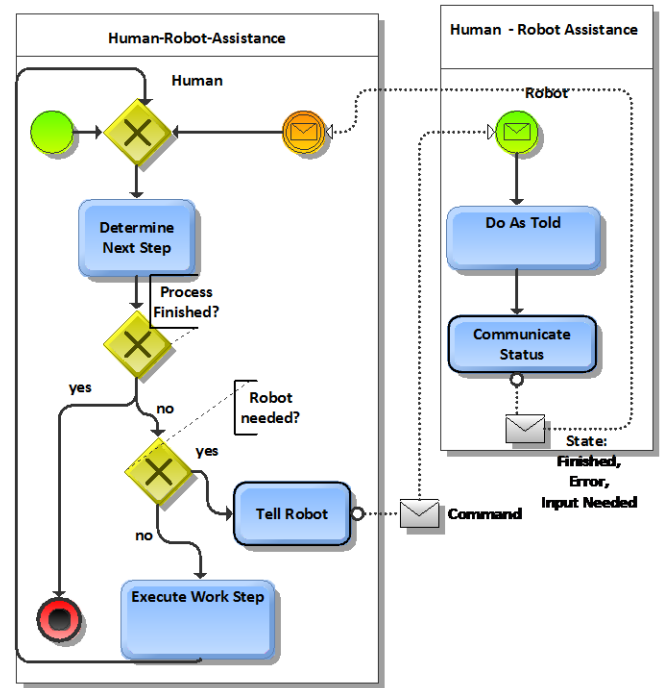 Human-Robot-Assistance
Human - Robot Assistance
Human
Robot
Determine
Next Step
Do As Told
Process
Finished?
Communicate
Status
yes
no
Robot
needed?
yes
State:
Finished,
Error,
Input Needed
Tell Robot
Command
no
Execute Work Step